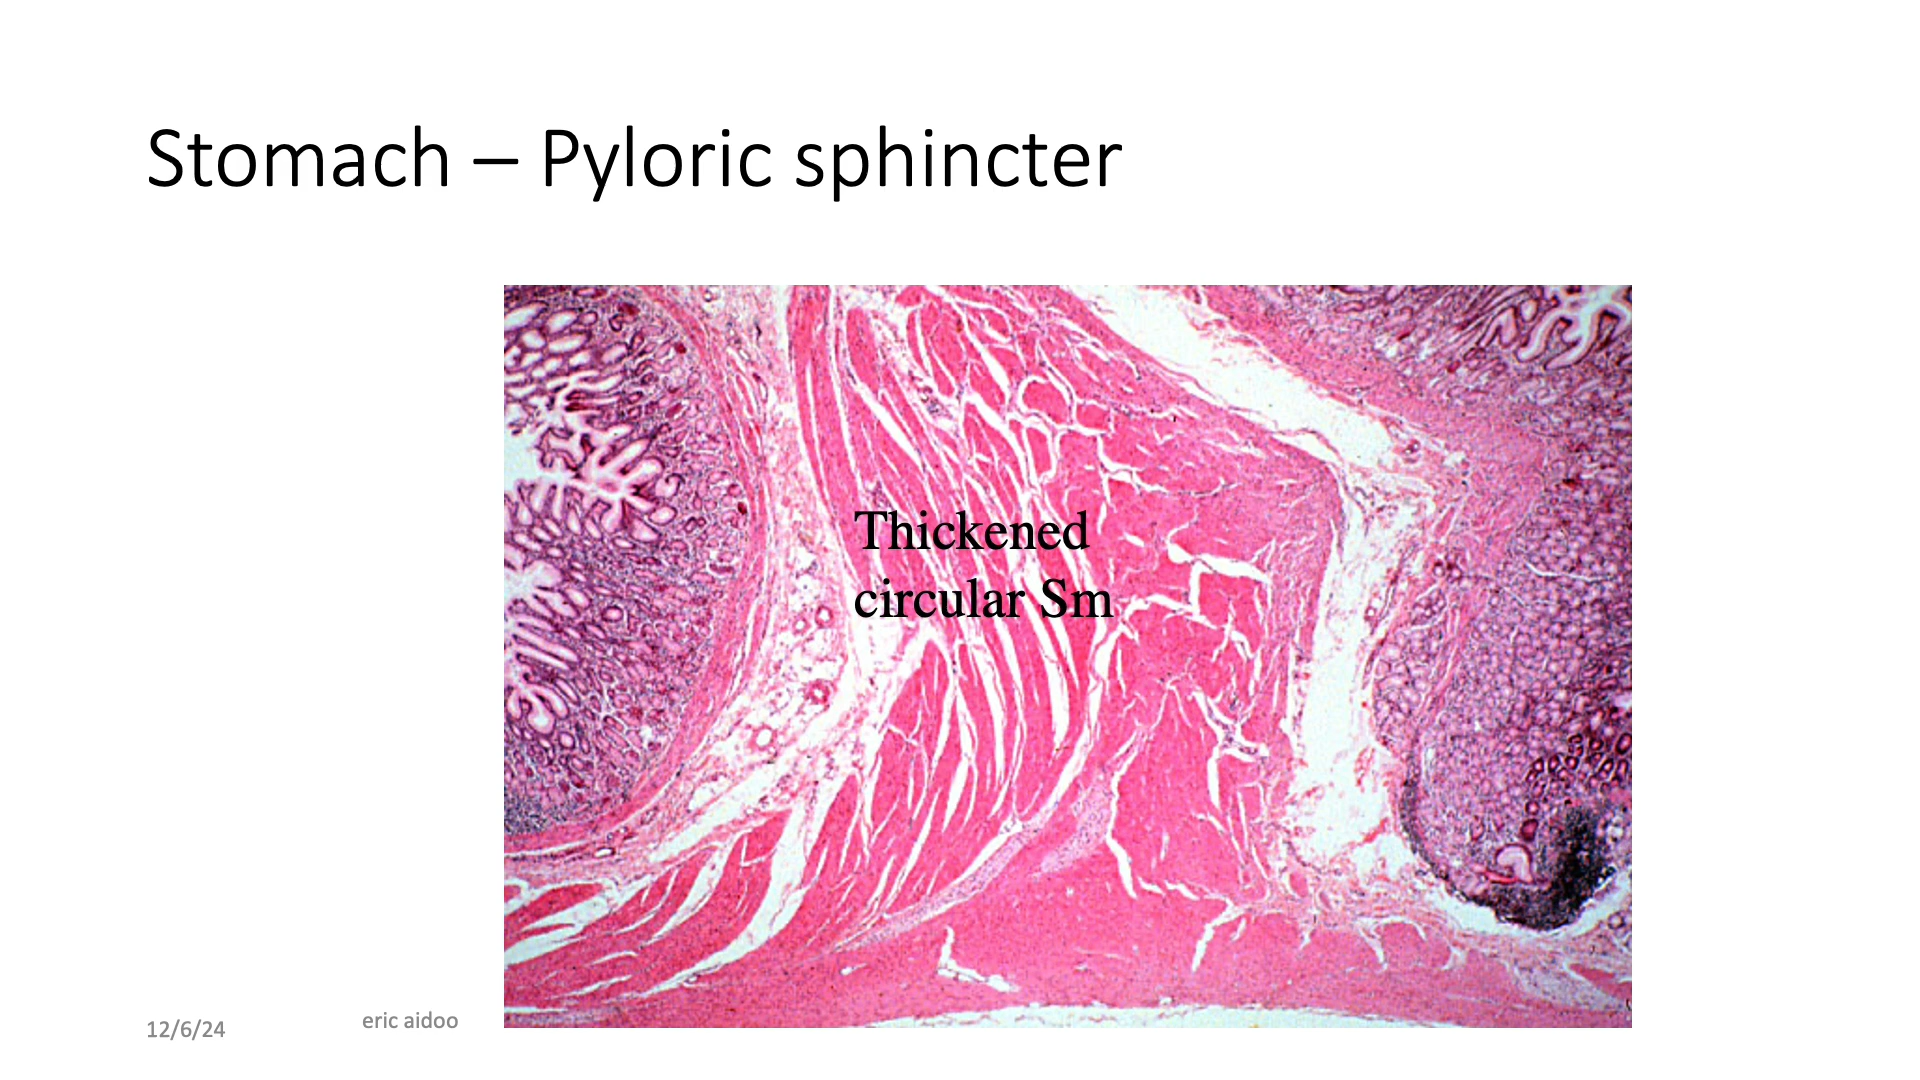 Stomach – Pyloric sphincter
Thickened
circular Sm
12/6/24
eric aidoo